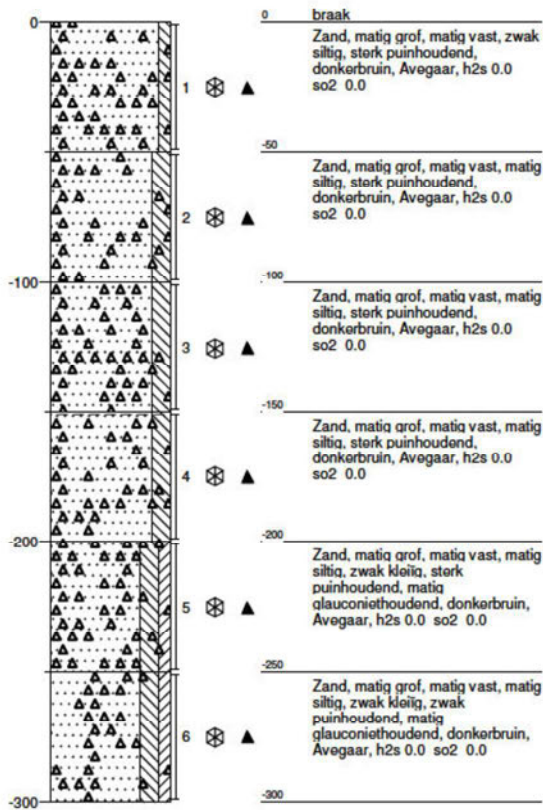 0
0
braak
Zand, matig grof, matig vast, zwak
siltig, sterk puinhoudend,
donkerbruin, Avegaar, h2s 0.0
so2 0.0
1
-50
Zand, matig grof, matig vast, matig
siltig, sterk puinhoudend,
donkerbruin, Avegaar, h2s 0.0
so2 0.0
2
-100
-100
Zand, matig grof, matig vast, matig
siltig, sterk puinhoudend,
donkerbruin, Avegaar, h2s 0.0
so2 0.0
3
-150
Zand, matig grof, matig vast, matig
siltig, sterk puinhoudend,
donkerbruin, Avegaar, h2s 0.0
so2 0.0
4
-200
-200
Zand, matig grof, matig vast, matig
siltig, zwak kleiïg, sterk
puinhoudend, matig
glauconiethoudend, donkerbruin,
Avegaar, h2s 0.0 so2 0.0
5
-250
Zand, matig grof, matig vast, matig
siltig, zwak kleiïg, zwak
puinhoudend, matig
glauconiethoudend, donkerbruin,
Avegaar, h2s 0.0 so2 0.0
6
-300
-300